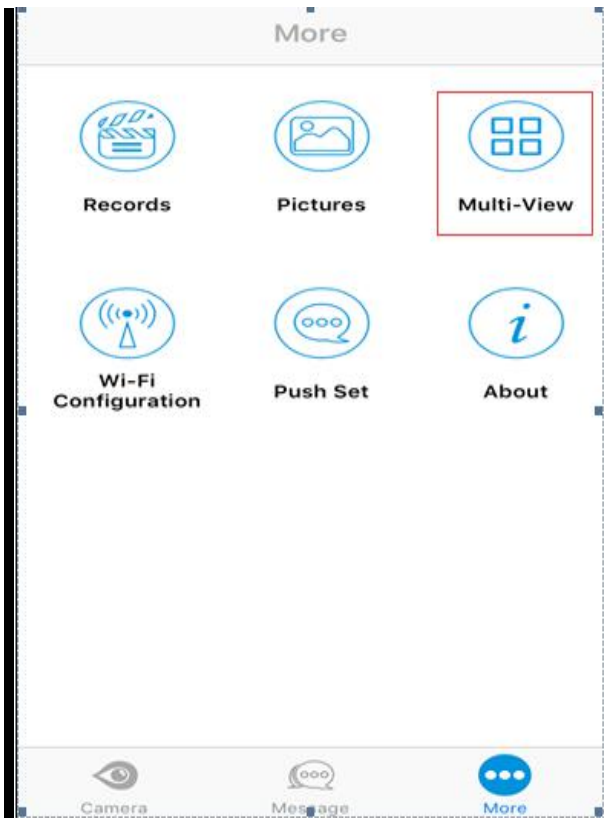 More
Records Pictures Multi-View
Wi-Fi
Configuration Push Set About
Camera Message More